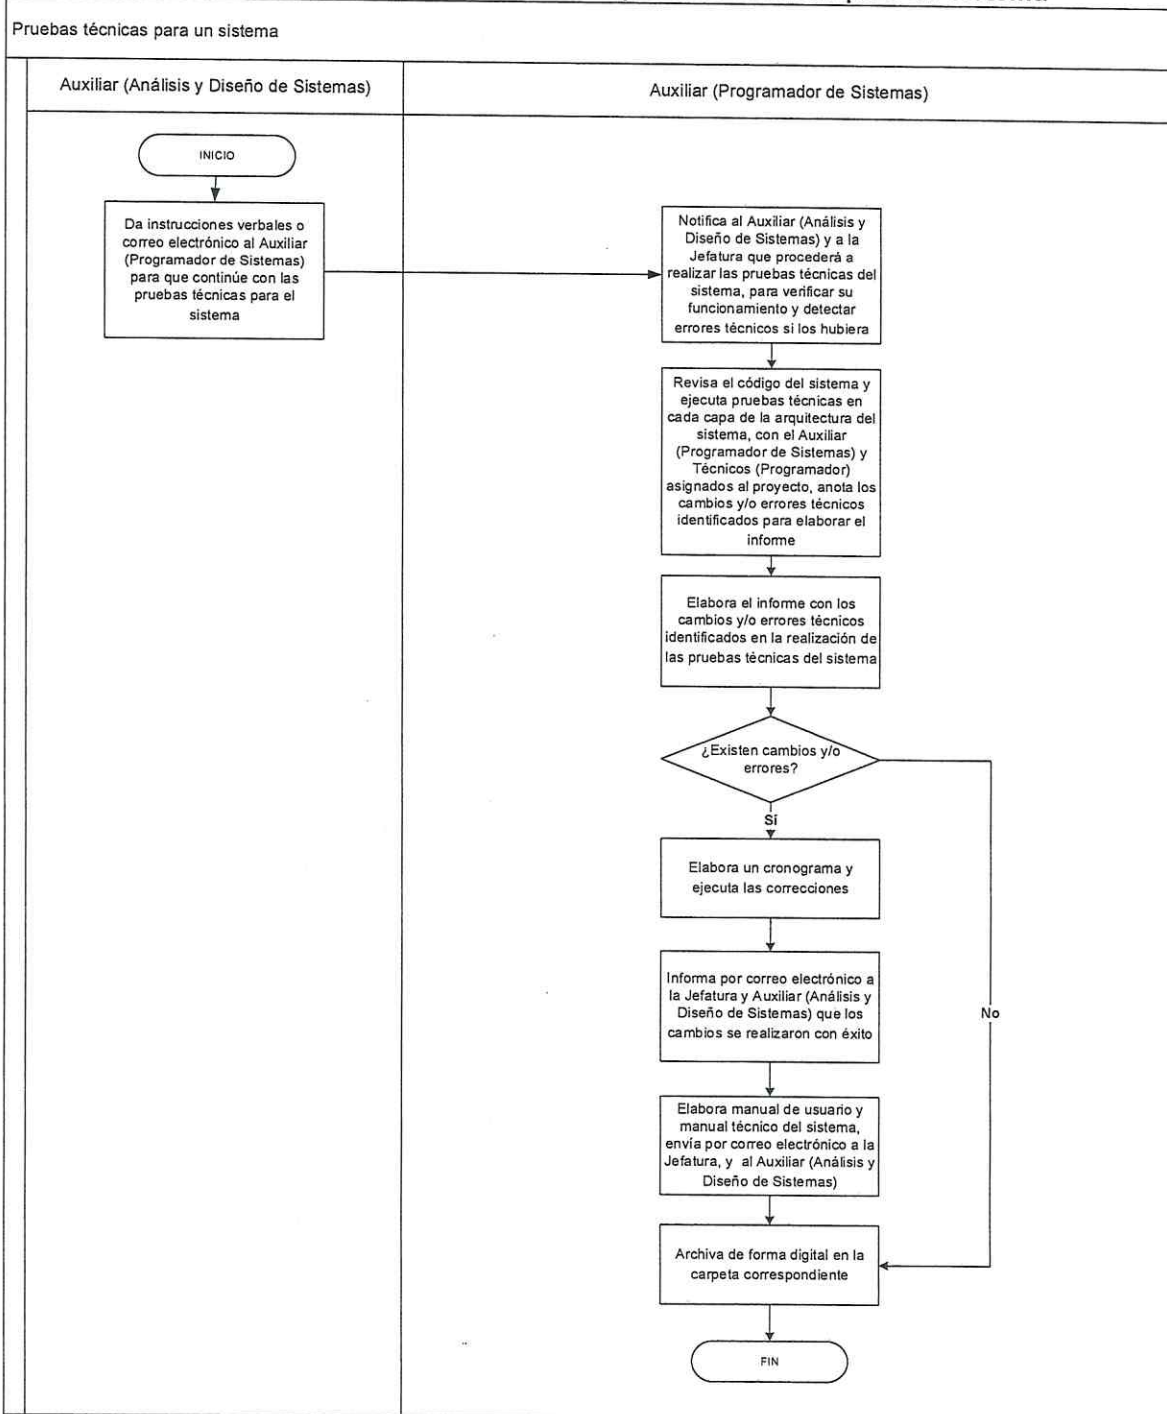 Pruebas técnicas para un sistema
Auxiliar (Análisis y Diseño de Sistemas)
Auxiliar (Programador de Sistemas)
INICIO
Da instrucciones verbales o
correo electrónico al Auxiliar
(Programador de Sistemas)
para que continúe con las
pruebas técnicas para el
sistema
Notifica al Auxiliar (Análisis y
Diseño de Sistemas) y a la
Jefatura que procederá a
realizar las pruebas técnicas del
sistema, para verificar su
funcionamiento y detectar
errores técnicos si los hubiera
Revisa el código del sistema y
ejecuta pruebas técnicas en
cada capa de la arquitectura del
sistema, con el Auxiliar
(Programador de Sistemas) y
Técnicos (Programador)
asignados al proyecto, anota los
cambios y/o errores técnicos
identificados para elaborar el
informe
Elabora el informe con los
cambios y/o errores técnicos
identificados en la realización de
las pruebas técnicas del sistema
¿Existen cambios y/o
errores?
Sí
Elabora un cronograma y
ejecuta las correcciones
Informa por correo electrónico a
la Jefatura y Auxiliar (Análisis y
Diseño de Sistemas) que los
cambios se realizaron con éxito
No
Elabora manual de usuario y
manual técnico del sistema,
envía por correo electrónico a la
Jefatura, y al Auxiliar (Análisis y
Diseño de Sistemas)
Archiva de forma digital en la
carpeta correspondiente
FIN